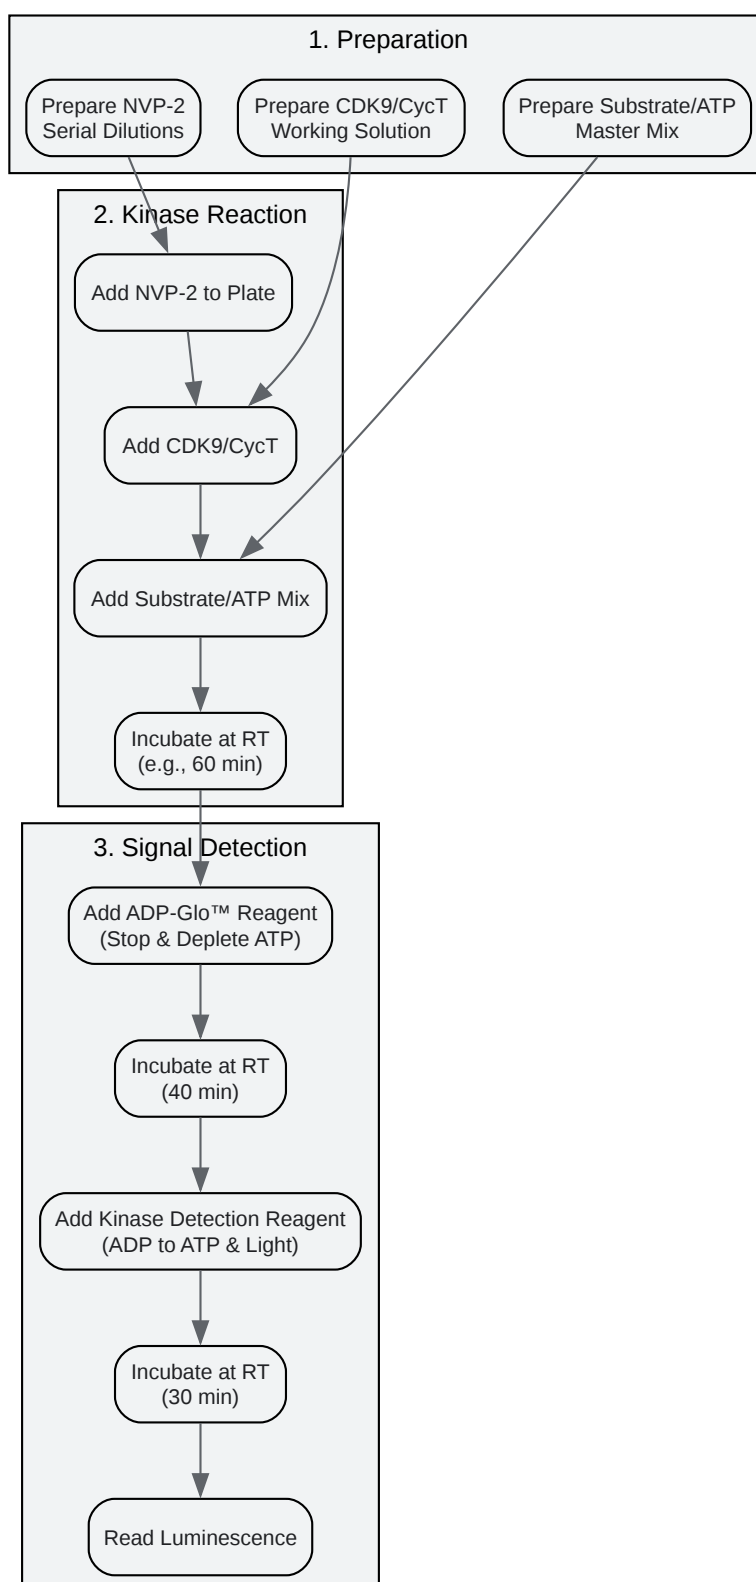 1. Preparation
Prepare NVP-2
Serial Dilutions
Prepare CDK9/CycT
Working Solution
Prepare Substrate/ATP
Master Mix
2. Kinase Reaction
Add NVP-2 to Plate
Add CDK9/CycT
Add Substrate/ATP Mix
Incubate at RT
(e.g., 60 min)
3. Signal Detection
Add ADP-Glo™ Reagent
(Stop & Deplete ATP)
Incubate at RT
(40 min)
Add Kinase Detection Reagent
(ADP to ATP & Light)
Incubate at RT
(30 min)
Read Luminescence